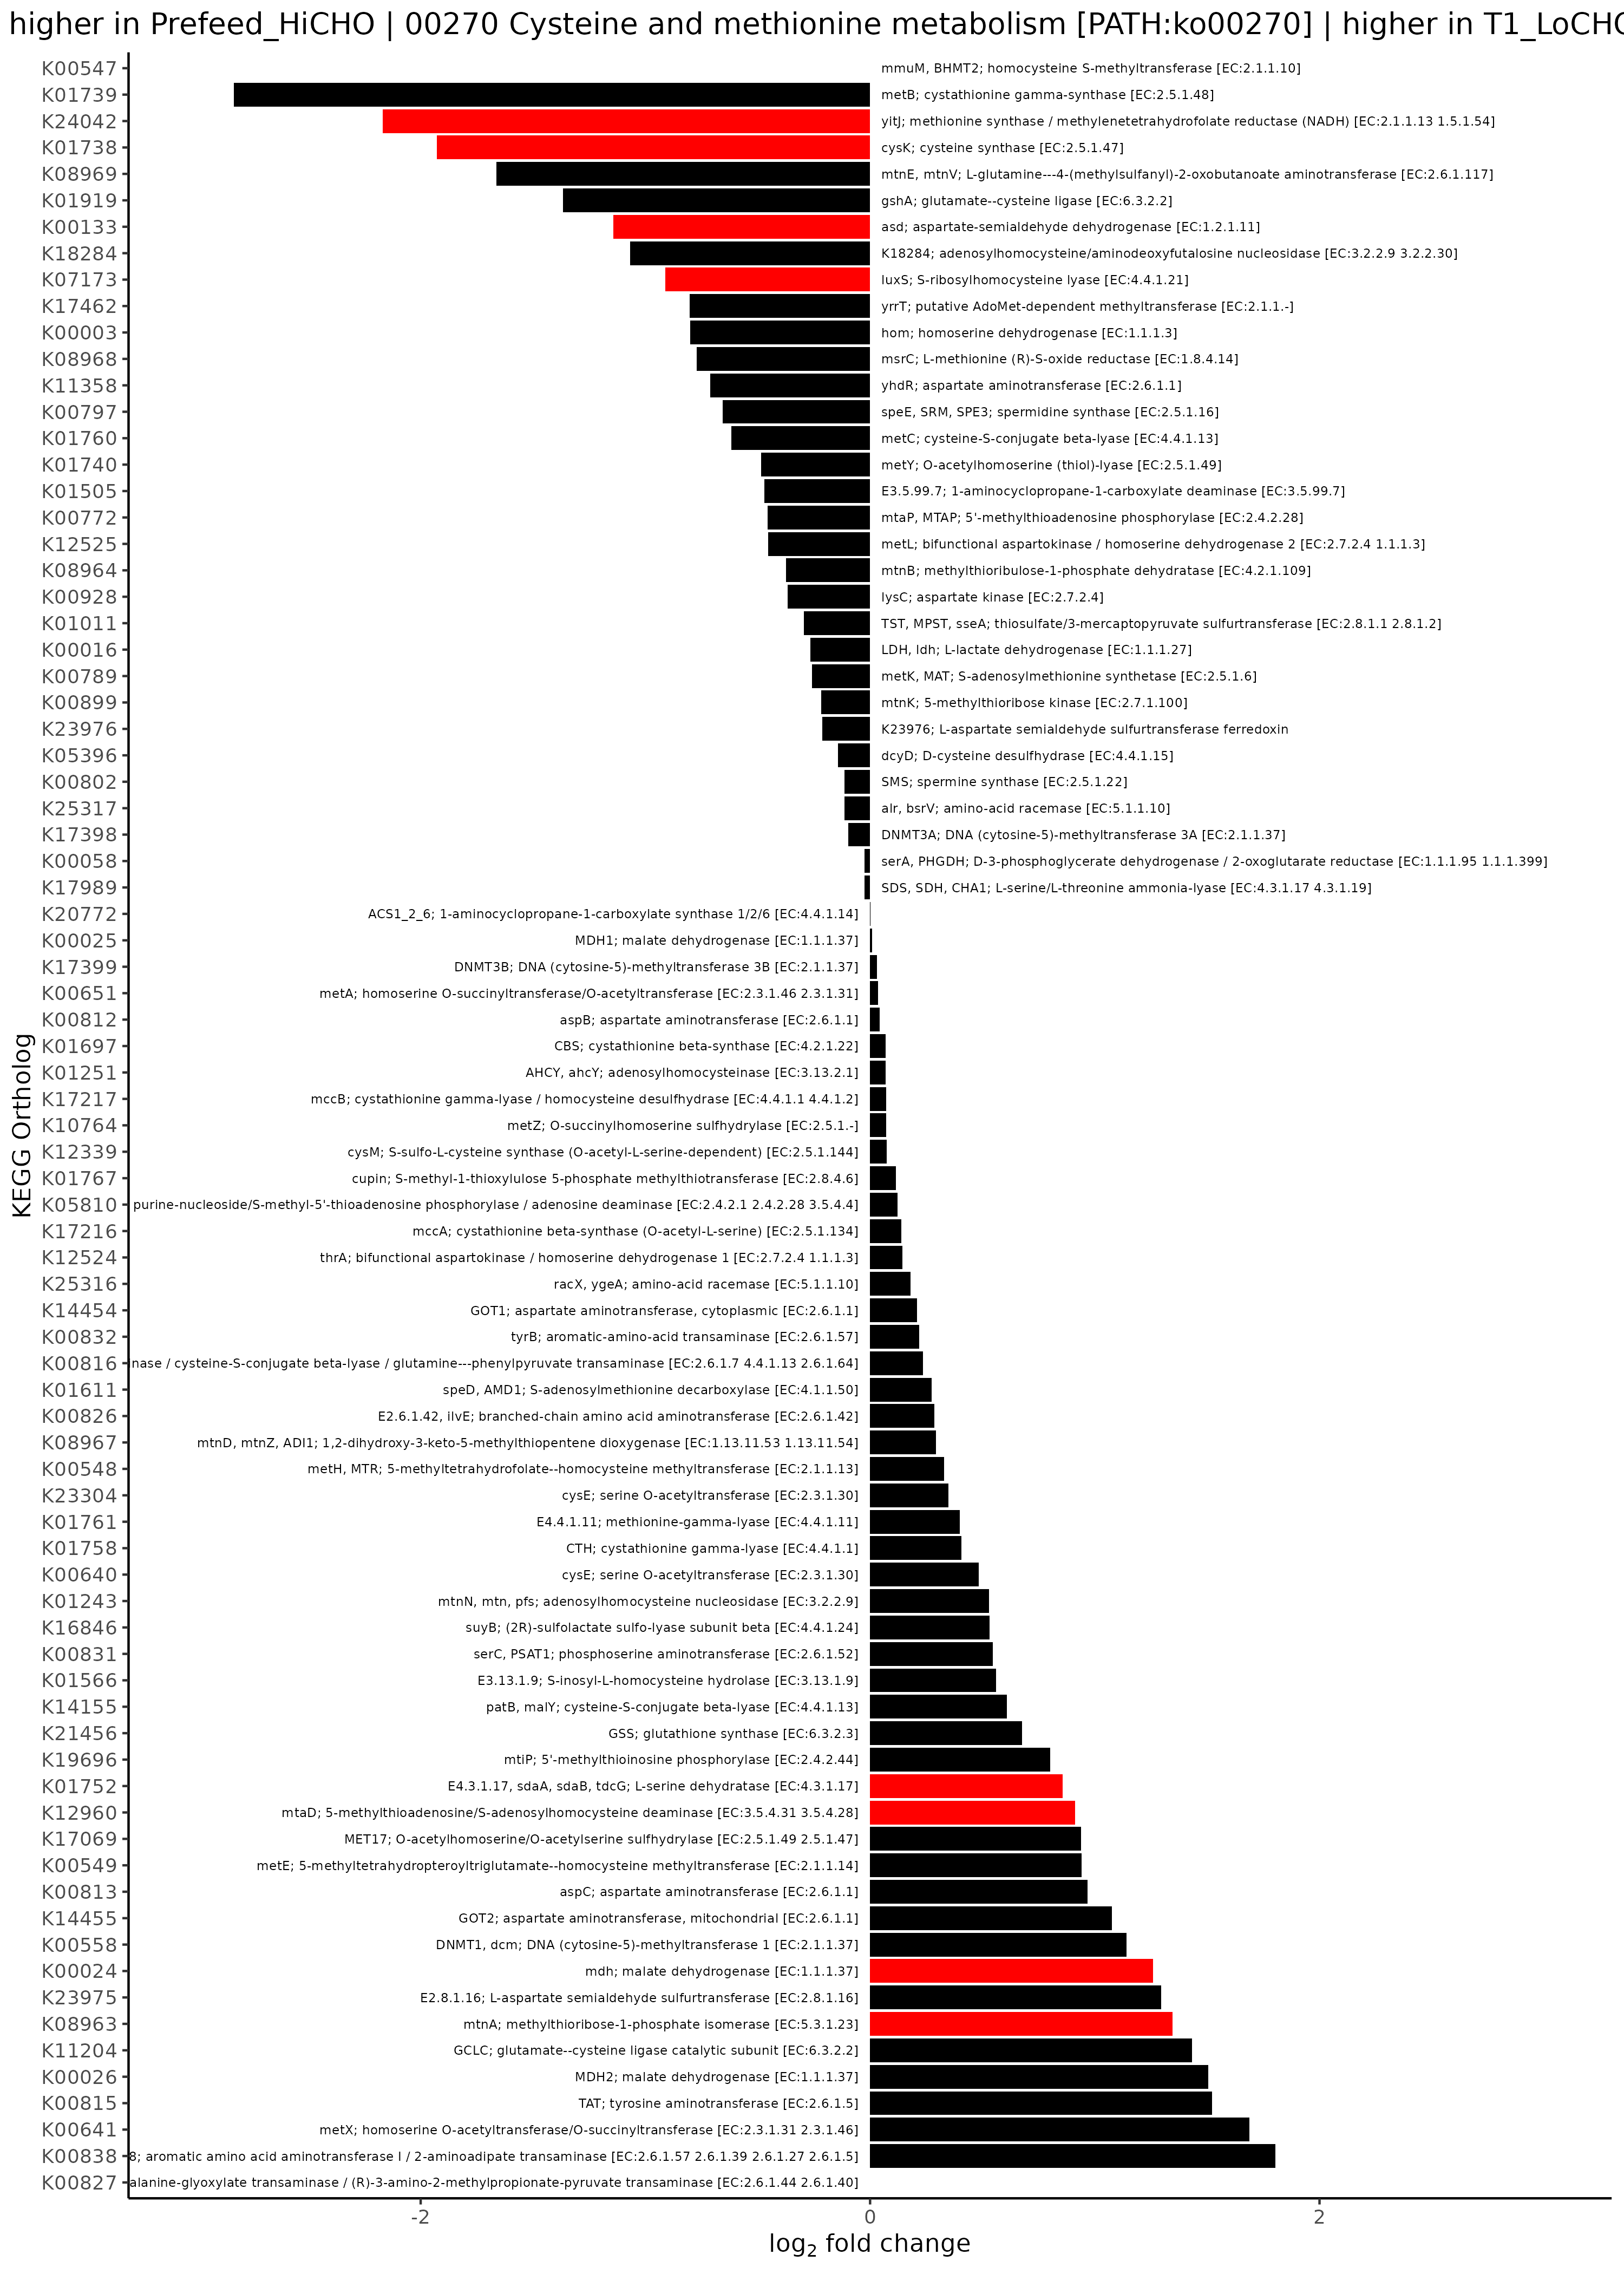 higher in Prefeed_HiCHO | 00270 Cysteine and methionine metabolism [PATH:ko00270] | higher in T1_LoCHO
K00547 mmuM, BHMT2; homocysteine S-methyltransferase [EC:2.1.1.10]
K01739 metB; cystathionine gamma-synthase [EC:2.5.1.48]
K24042 yitJ; methionine synthase / methylenetetrahydrofolate reductase (NADH) [EC:2.1.1.13 1.5.1.54]
K01738 cysK; cysteine synthase [EC:2.5.1.47]
K08969 mtnE, mtnV; L-glutamine---4-(methylsulfanyl)-2-oxobutanoate aminotransferase [EC:2.6.1.117]
K01919 gshA; glutamate--cysteine ligase [EC:6.3.2.2]
K00133 asd; aspartate-semialdehyde dehydrogenase [EC:1.2.1.11]
K18284 K18284; adenosylhomocysteine/aminodeoxyfutalosine nucleosidase [EC:3.2.2.9 3.2.2.30]
K07173 luxS; S-ribosylhomocysteine lyase [EC:4.4.1.21]
K17462 yrrT; putative AdoMet-dependent methyltransferase [EC:2.1.1.-]
K00003 hom; homoserine dehydrogenase [EC:1.1.1.3]
K08968 msrC; L-methionine (R)-S-oxide reductase [EC:1.8.4.14]
K11358 yhdR; aspartate aminotransferase [EC:2.6.1.1]
K00797 speE, SRM, SPE3; spermidine synthase [EC:2.5.1.16]
K01760 metC; cysteine-S-conjugate beta-lyase [EC:4.4.1.13]
K01740 metY; O-acetylhomoserine (thiol)-lyase [EC:2.5.1.49]
K01505 E3.5.99.7; 1-aminocyclopropane-1-carboxylate deaminase [EC:3.5.99.7]
K00772 mtaP, MTAP; 5'-methylthioadenosine phosphorylase [EC:2.4.2.28]
K12525 metL; bifunctional aspartokinase / homoserine dehydrogenase 2 [EC:2.7.2.4 1.1.1.3]
K08964 mtnB; methylthioribulose-1-phosphate dehydratase [EC:4.2.1.109]
K00928 lysC; aspartate kinase [EC:2.7.2.4]
K01011 TST, MPST, sseA; thiosulfate/3-mercaptopyruvate sulfurtransferase [EC:2.8.1.1 2.8.1.2]
K00016 LDH, ldh; L-lactate dehydrogenase [EC:1.1.1.27]
K00789 metK, MAT; S-adenosylmethionine synthetase [EC:2.5.1.6]
K00899 mtnK; 5-methylthioribose kinase [EC:2.7.1.100]
K23976 K23976; L-aspartate semialdehyde sulfurtransferase ferredoxin
K05396 dcyD; D-cysteine desulfhydrase [EC:4.4.1.15]
K00802 SMS; spermine synthase [EC:2.5.1.22]
K25317 alr, bsrV; amino-acid racemase [EC:5.1.1.10]
K17398 DNMT3A; DNA (cytosine-5)-methyltransferase 3A [EC:2.1.1.37]
K00058 serA, PHGDH; D-3-phosphoglycerate dehydrogenase / 2-oxoglutarate reductase [EC:1.1.1.95 1.1.1.399]
K17989 SDS, SDH, CHA1; L-serine/L-threonine ammonia-lyase [EC:4.3.1.17 4.3.1.19]
K20772 ACS1_2_6; 1-aminocyclopropane-1-carboxylate synthase 1/2/6 [EC:4.4.1.14]
K00025 MDH1; malate dehydrogenase [EC:1.1.1.37]
K17399 DNMT3B; DNA (cytosine-5)-methyltransferase 3B [EC:2.1.1.37]
K00651 metA; homoserine O-succinyltransferase/O-acetyltransferase [EC:2.3.1.46 2.3.1.31]
K00812 aspB; aspartate aminotransferase [EC:2.6.1.1]
K01697 CBS; cystathionine beta-synthase [EC:4.2.1.22]
K01251 AHCY, ahcY; adenosylhomocysteinase [EC:3.13.2.1]
K17217 mccB; cystathionine gamma-lyase / homocysteine desulfhydrase [EC:4.4.1.1 4.4.1.2]
K10764 metZ; O-succinylhomoserine sulfhydrylase [EC:2.5.1.-]
K12339 cysM; S-sulfo-L-cysteine synthase (O-acetyl-L-serine-dependent) [EC:2.5.1.144]
K01767 cupin; S-methyl-1-thioxylulose 5-phosphate methylthiotransferase [EC:2.8.4.6]
K05810 purine-nucleoside/S-methyl-5'-thioadenosine phosphorylase / adenosine deaminase [EC:2.4.2.1 2.4.2.28 3.5.4.4]
K17216 mccA; cystathionine beta-synthase (O-acetyl-L-serine) [EC:2.5.1.134]
K12524 thrA; bifunctional aspartokinase / homoserine dehydrogenase 1 [EC:2.7.2.4 1.1.1.3]
K25316 racX, ygeA; amino-acid racemase [EC:5.1.1.10]
K14454 GOT1; aspartate aminotransferase, cytoplasmic [EC:2.6.1.1]
K00832 tyrB; aromatic-amino-acid transaminase [EC:2.6.1.57]
K00816 nase / cysteine-S-conjugate beta-lyase / glutamine---phenylpyruvate transaminase [EC:2.6.1.7 4.4.1.13 2.6.1.64]
K01611 speD, AMD1; S-adenosylmethionine decarboxylase [EC:4.1.1.50]
K00826 E2.6.1.42, ilvE; branched-chain amino acid aminotransferase [EC:2.6.1.42]
K08967 mtnD, mtnZ, ADI1; 1,2-dihydroxy-3-keto-5-methylthiopentene dioxygenase [EC:1.13.11.53 1.13.11.54]
K00548 metH, MTR; 5-methyltetrahydrofolate--homocysteine methyltransferase [EC:2.1.1.13]
K23304 cysE; serine O-acetyltransferase [EC:2.3.1.30]
K01761 E4.4.1.11; methionine-gamma-lyase [EC:4.4.1.11]
K01758 CTH; cystathionine gamma-lyase [EC:4.4.1.1]
K00640 cysE; serine O-acetyltransferase [EC:2.3.1.30]
K01243 mtnN, mtn, pfs; adenosylhomocysteine nucleosidase [EC:3.2.2.9]
K16846 suyB; (2R)-sulfolactate sulfo-lyase subunit beta [EC:4.4.1.24]
K00831 serC, PSAT1; phosphoserine aminotransferase [EC:2.6.1.52]
K01566 E3.13.1.9; S-inosyl-L-homocysteine hydrolase [EC:3.13.1.9]
K14155 patB, malY; cysteine-S-conjugate beta-lyase [EC:4.4.1.13]
K21456 GSS; glutathione synthase [EC:6.3.2.3]
K19696 mtiP; 5'-methylthioinosine phosphorylase [EC:2.4.2.44]
K01752 E4.3.1.17, sdaA, sdaB, tdcG; L-serine dehydratase [EC:4.3.1.17]
K12960 mtaD; 5-methylthioadenosine/S-adenosylhomocysteine deaminase [EC:3.5.4.31 3.5.4.28]
K17069 MET17; O-acetylhomoserine/O-acetylserine sulfhydrylase [EC:2.5.1.49 2.5.1.47]
K00549 metE; 5-methyltetrahydropteroyltriglutamate--homocysteine methyltransferase [EC:2.1.1.14]
K00813 aspC; aspartate aminotransferase [EC:2.6.1.1]
K14455 GOT2; aspartate aminotransferase, mitochondrial [EC:2.6.1.1]
K00558 DNMT1, dcm; DNA (cytosine-5)-methyltransferase 1 [EC:2.1.1.37]
K00024 mdh; malate dehydrogenase [EC:1.1.1.37]
K23975 E2.8.1.16; L-aspartate semialdehyde sulfurtransferase [EC:2.8.1.16]
K08963 mtnA; methylthioribose-1-phosphate isomerase [EC:5.3.1.23]
K11204 GCLC; glutamate--cysteine ligase catalytic subunit [EC:6.3.2.2]
K00026 MDH2; malate dehydrogenase [EC:1.1.1.37]
K00815 TAT; tyrosine aminotransferase [EC:2.6.1.5]
K00641 metX; homoserine O-acetyltransferase/O-succinyltransferase [EC:2.3.1.31 2.3.1.46]
K00838 8; aromatic amino acid aminotransferase I / 2-aminoadipate transaminase [EC:2.6.1.57 2.6.1.39 2.6.1.27 2.6.1.5]
K00827 alanine-glyoxylate transaminase / (R)-3-amino-2-methylpropionate-pyruvate transaminase [EC:2.6.1.44 2.6.1.40]
KEGG Ortholog
-2 0 2
log2 fold change